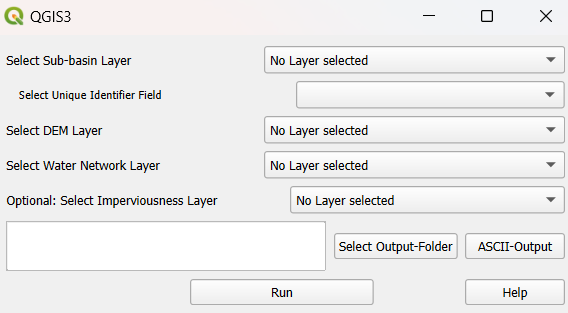 QGIS3
Select Sub-basin Layer No Layer selected
Select Unique Identifier Field
Select DEM Layer No Layer selected
Select Water Network Layer No Layer selected
Optional: Select Imperviousness Layer No Layer selected
Select Output-Folder ASCII-Output
Run Help